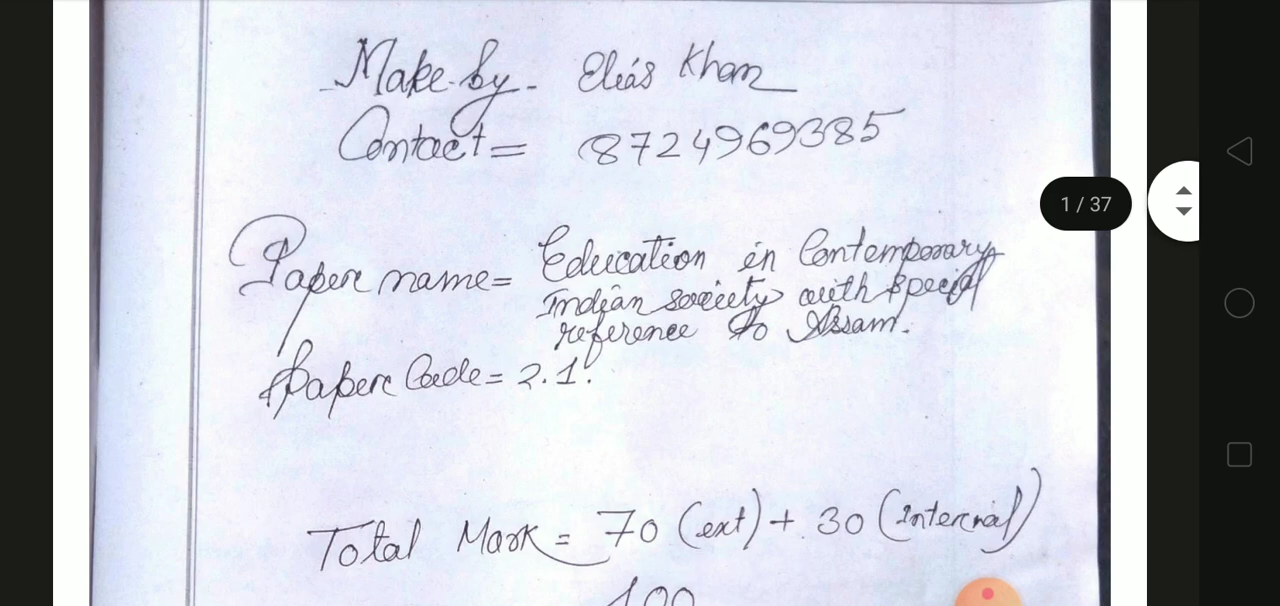 Make by - Elias Khan
Contact = 8724969385
1 / 37
Paper name = Education in Contemporary
Indian society with special
reference to Assam.
Paper Code = 2.1.
Total Mark = 70 (ext) + 30 (internal)
100